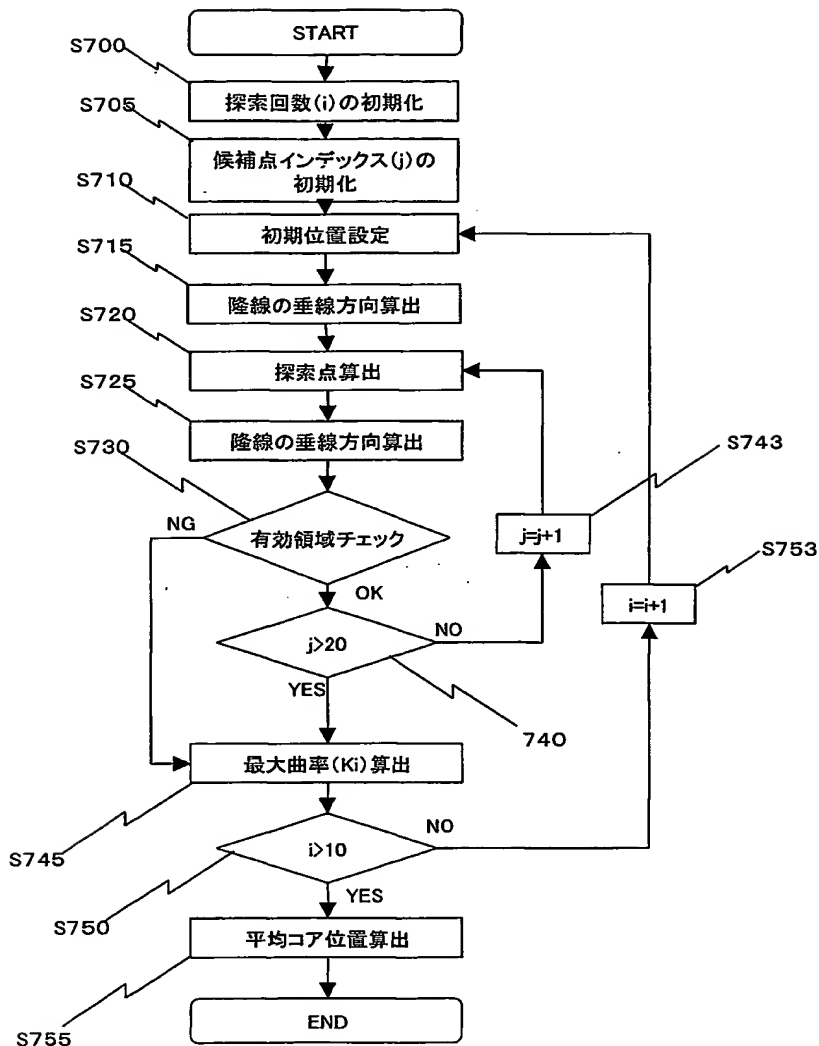 START
S700
探索回数(i)の初期化
S705
候補点インデックス(j)の
初期化
S710
初期位置設定
S715
隆線の垂線方向算出
S720
探索点算出
S725
隆線の垂線方向算出
S730
S743
NG
有効領域チェック
j=j+1
S753
OK
i=i+1
j>20
NO
YES
740
最大曲率(Ki)算出
S745
i>10
NO
S750
YES
平均コア位置算出
S755
END